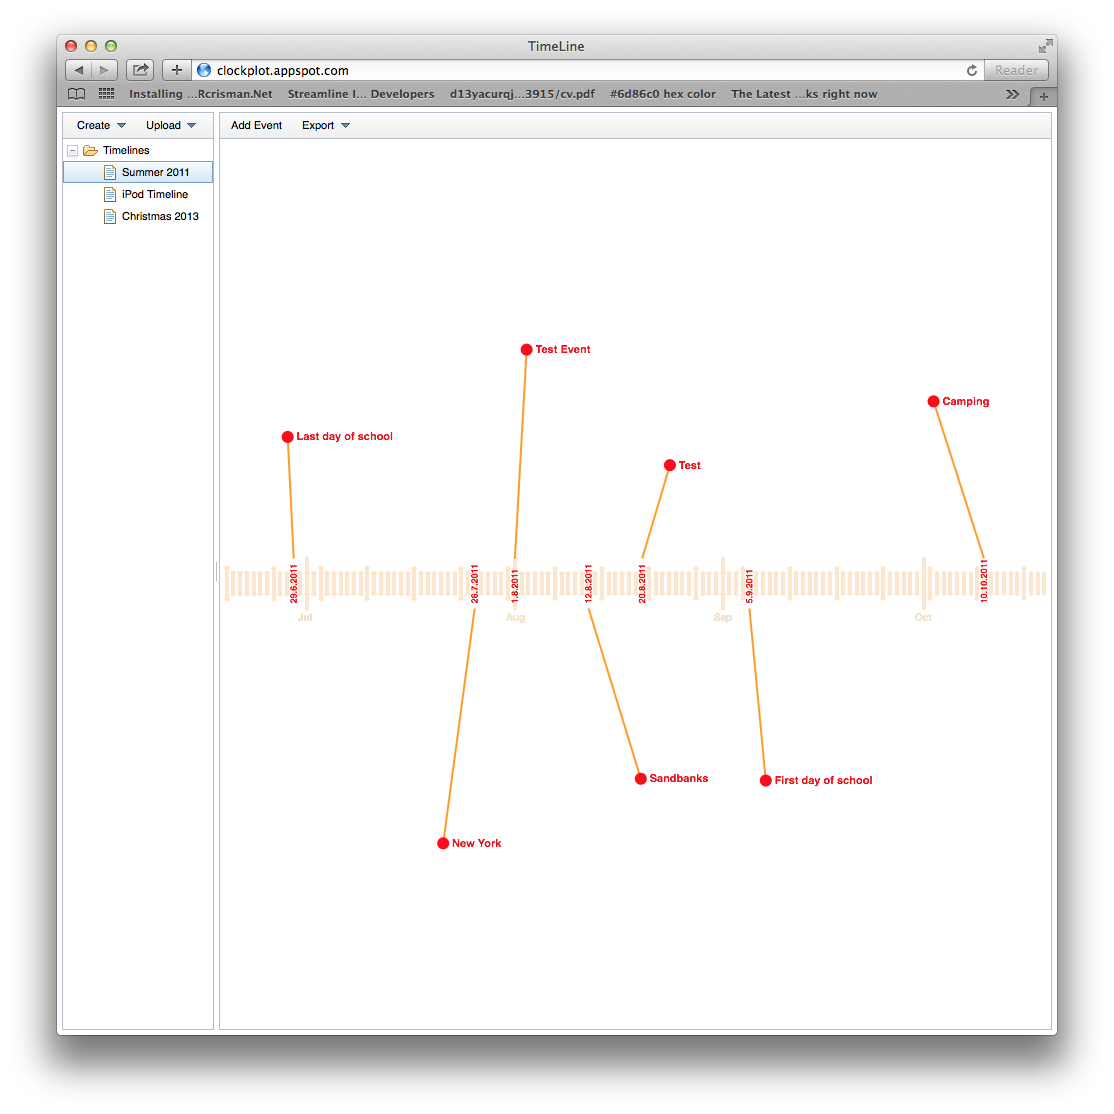 TimeLine
clockplot.appspot.com
Reader
Installing ...Rcrisman.Net Streamline I... Developers d13yacurqj...3915/cv.pdf #6d86c0 hex color The Latest ...ks right now
Create Upload
Add Event Export
Timelines
Summer 2011
iPod Timeline
Christmas 2013
Test Event
Camping
Last day of school
Test
29.6.2011
26.7.2011
1.8.2011
12.8.2011
20.8.2011
5.9.2011
10.10.2011
Jul Aug Sep Oct
Sandbanks
First day of school
New York